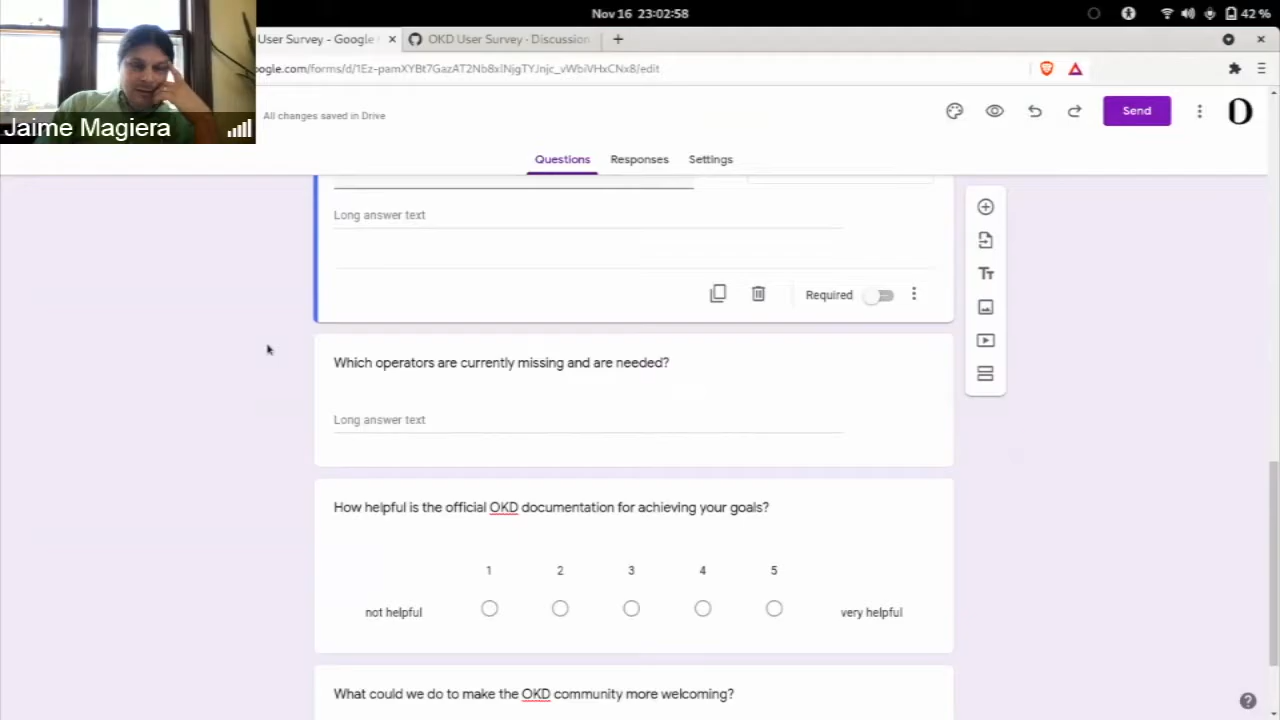 Nov 16 23:02:58
42 %
User Survey - Google
OKD User Survey · Discussion
Jaime Magiera
All changes saved in Drive
Send
Questions
Responses
Settings
Long answer text
Required
Which operators are currently missing and are needed?
Long answer text
How helpful is the official OKD documentation for achieving your goals?
1 2 3 4 5
not helpful
very helpful
What could we do to make the OKD community more welcoming?